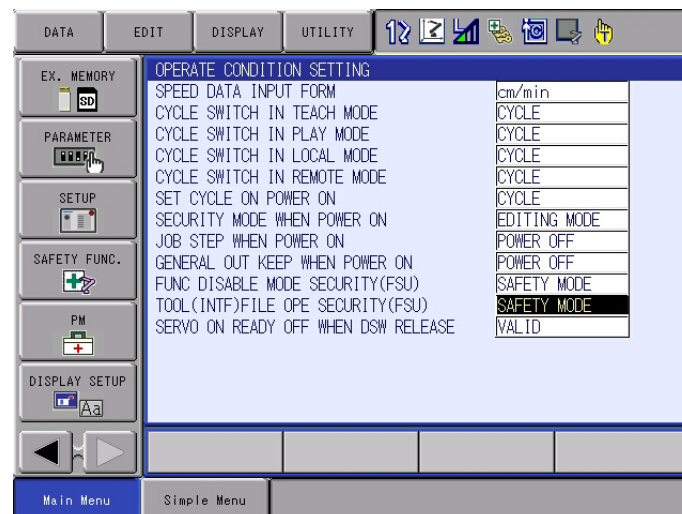 DATA EDIT DISPLAY UTILITY
EX. MEMORY
SD
PARAMETER
SETUP
SAFETY FUNC.
PM
DISPLAY SETUP
Aa
OPERATE CONDITION SETTING
SPEED DATA INPUT FORM cm/min
CYCLE SWITCH IN TEACH MODE CYCLE
CYCLE SWITCH IN PLAY MODE CYCLE
CYCLE SWITCH IN LOCAL MODE CYCLE
CYCLE SWITCH IN REMOTE MODE CYCLE
SET CYCLE ON POWER ON CYCLE
SECURITY MODE WHEN POWER ON EDITING MODE
JOB STEP WHEN POWER ON POWER OFF
GENERAL OUT KEEP WHEN POWER ON POWER OFF
FUNC DISABLE MODE SECURITY(FSU) SAFETY MODE
TOOL(INTF)FILE OPE SECURITY(FSU) SAFETY MODE
SERVO ON READY OFF WHEN DSW RELEASE VALID
Main Menu Simple Menu